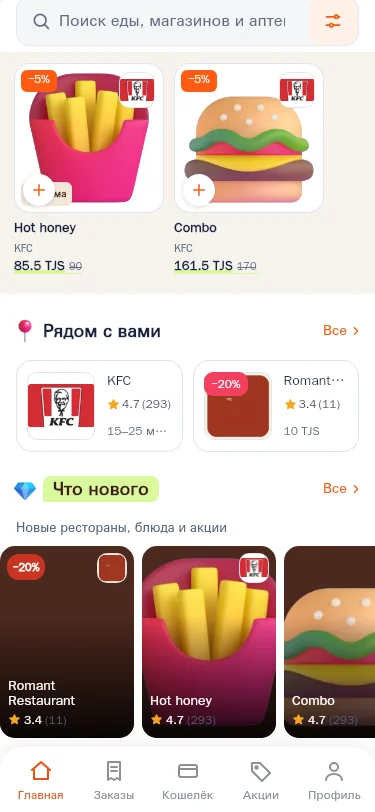 Поиск еды, магазинов и аптек
−5%
KFC
−5%
KFC
ма
Hot honey
KFC
85.5 TJS 90
Combo
KFC
161.5 TJS 170
Рядом с вами
Все
KFC
KFC
4.7 (293)
15–25 м···
−20%
Romant···
3.4 (11)
10 TJS
Что нового
Все
Новые рестораны, блюда и акции
−20%
Romant
Restaurant
3.4 (11)
KFC
Hot honey
4.7 (293)
Combo
4.7 (293)
Главная
Заказы
Кошелёк
Акции
Профиль